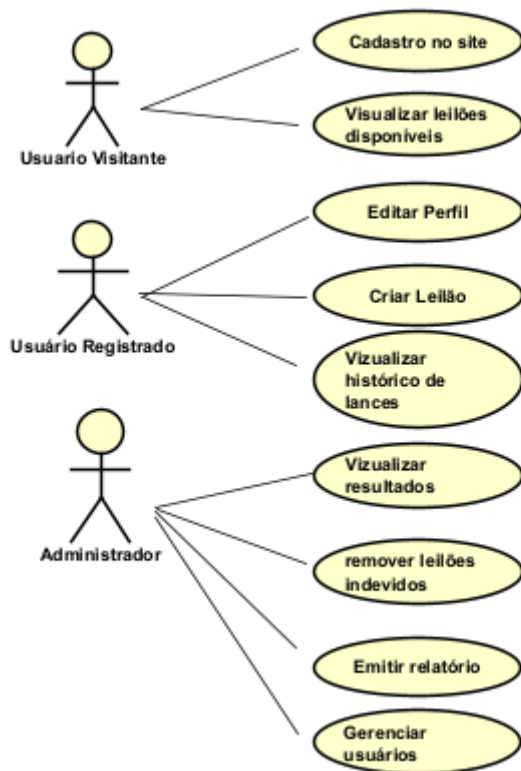 Cadastro no site
Visualizar leilões
disponíveis
Usuario Visitante
Editar Perfil
Criar Leilão
Usuário Registrado
Vizualizar
histórico de
lances
Vizualizar
resultados
Administrador
remover leilões
indevidos
Emitir relatório
Gerenciar
usuários